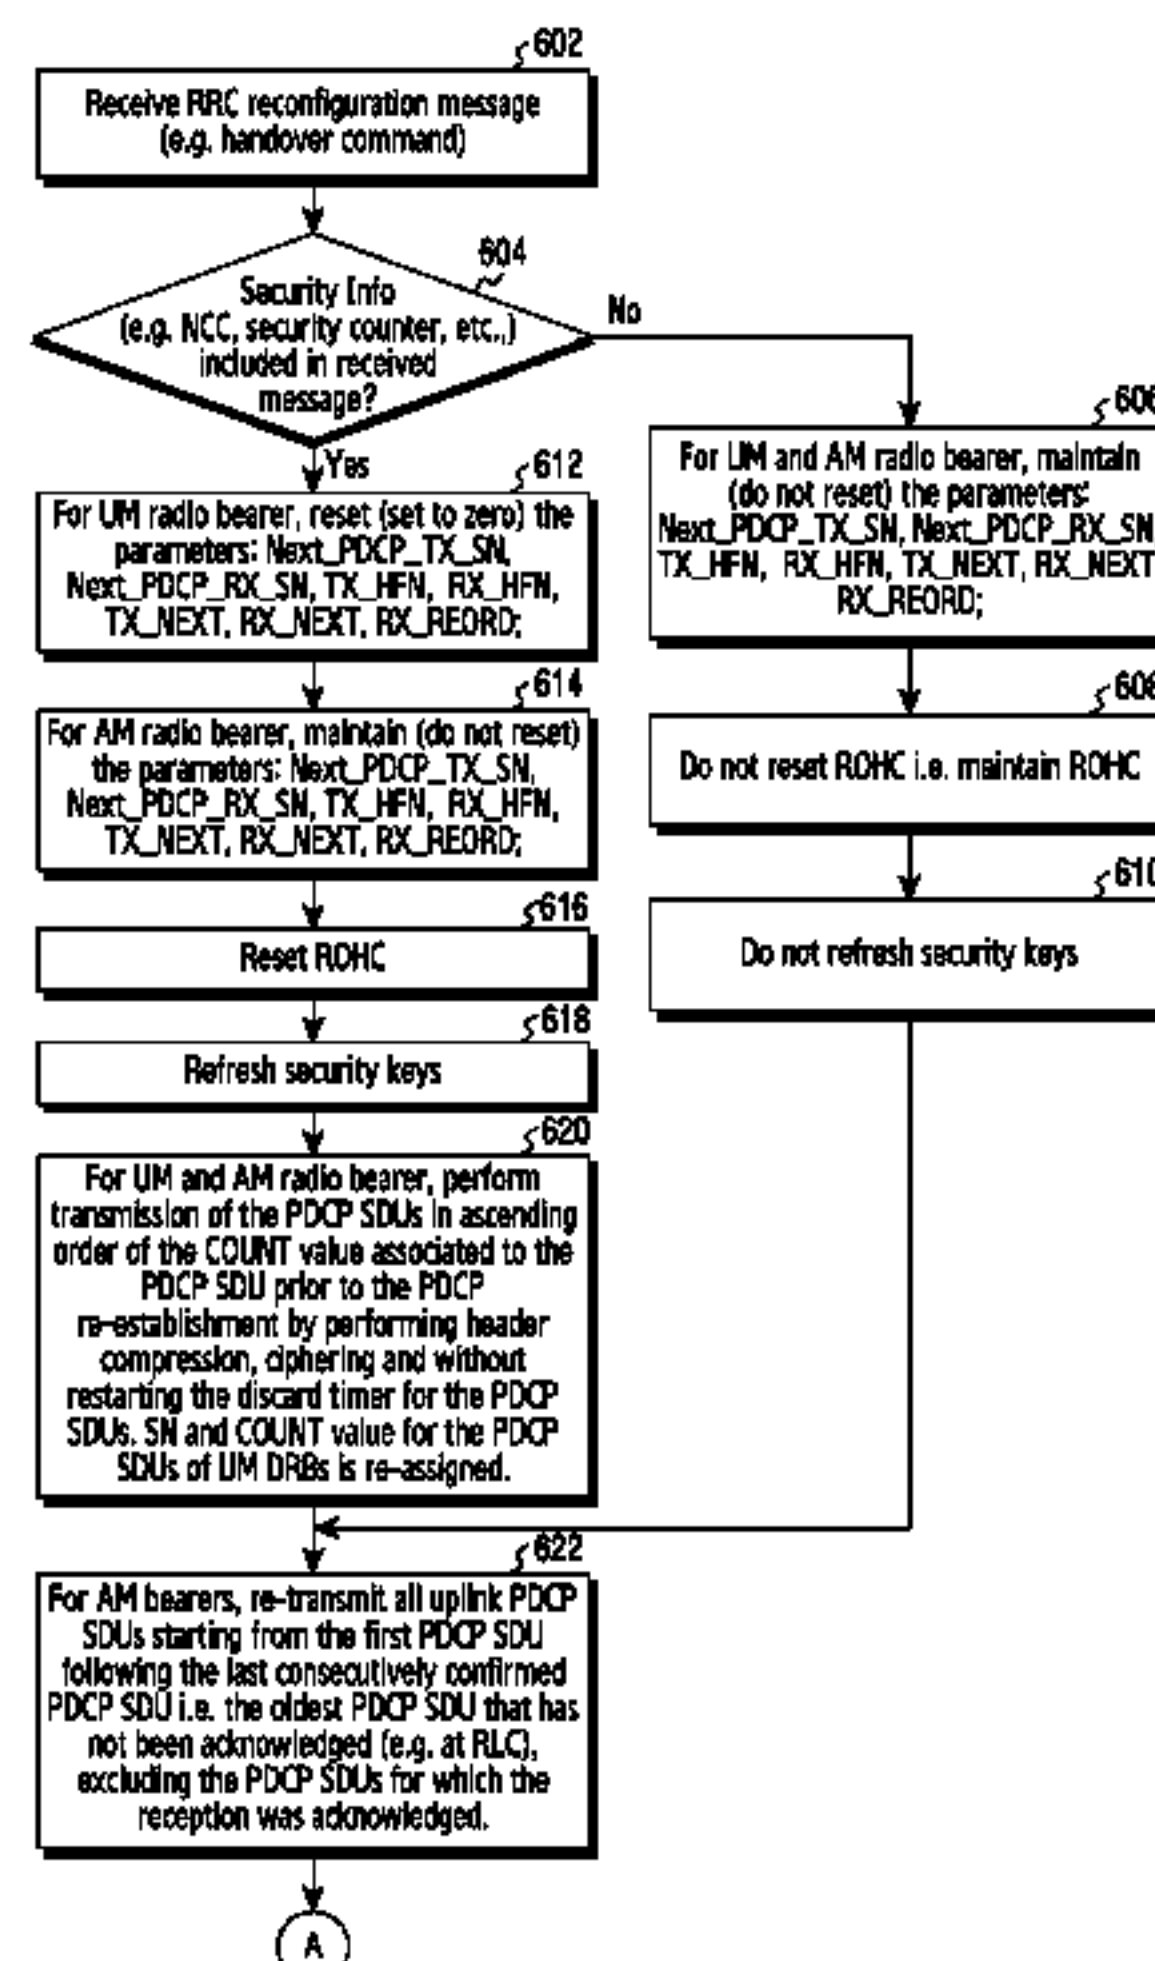 602
Receive RRC reconfiguration message
(e.g. handover command)
604
Security Info
(e.g. NCC, security counter, etc.,)
included in received
message?
No
Yes
606
For UM and AM radio bearer, maintain
(do not reset) the parameters:
Next_PDCP_TX_SN, Next_PDCP_RX_SN,
TX_HFN, RX_HFN, TX_NEXT, RX_NEXT
RX_REORD;
608
Do not reset ROHC i.e. maintain ROHC
610
Do not refresh security keys
612
For UM radio bearer, reset (set to zero) the
parameters: Next_PDCP_TX_SN,
Next_PDCP_RX_SN, TX_HFN, RX_HFN,
TX_NEXT, RX_NEXT, RX_REORD;
614
For AM radio bearer, maintain (do not reset)
the parameters: Next_PDCP_TX_SN,
Next_PDCP_RX_SN, TX_HFN, RX_HFN,
TX_NEXT, RX_NEXT, RX_REORD;
616
Reset ROHC
618
Refresh security keys
620
For UM and AM radio bearer, perform
transmission of the PDCP SDUs in ascending
order of the COUNT value associated to the
PDCP SDU prior to the PDCP
re-establishment by performing header
compression, ciphering and without
restarting the discard timer for the PDCP
SDUs. SN and COUNT value for the PDCP
SDUs of UM DRBs is re-assigned.
622
For AM bearers, re-transmit all uplink PDCP
SDUs starting from the first PDCP SDU
following the last consecutively confirmed
PDCP SDU i.e. the oldest PDCP SDU that has
not been acknowledged (e.g. at RLC),
excluding the PDCP SDUs for which the
reception was acknowledged.
A